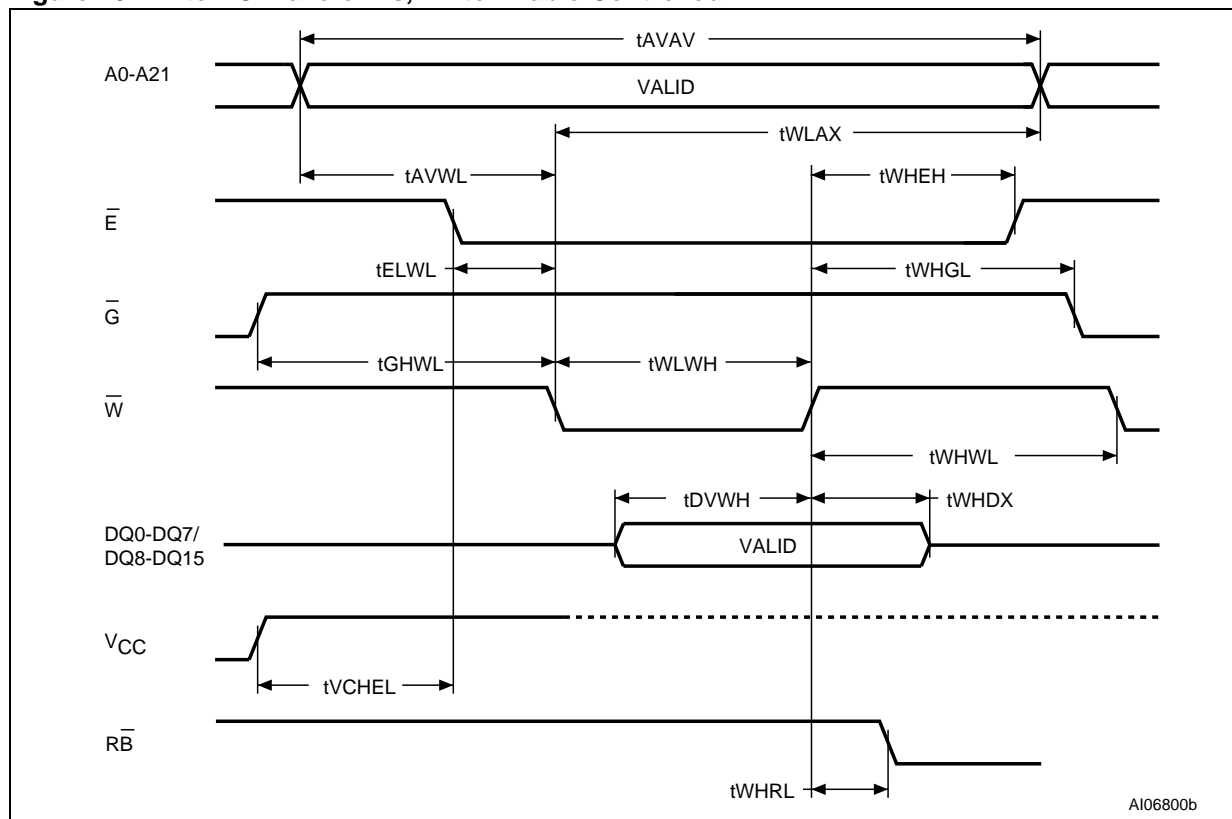 tAVAV
A0-A21
VALID
tWLAX
tAVWL
tWHEH
E̅
tELWL
tWHGL
G̅
tGHWL
tWLWH
W̅
tWHWL
tDVWH
tWHDX
DQ0-DQ7/
DQ8-DQ15
VALID
VCC
tVCHEL
RB̅
tWHRL
AI06800b